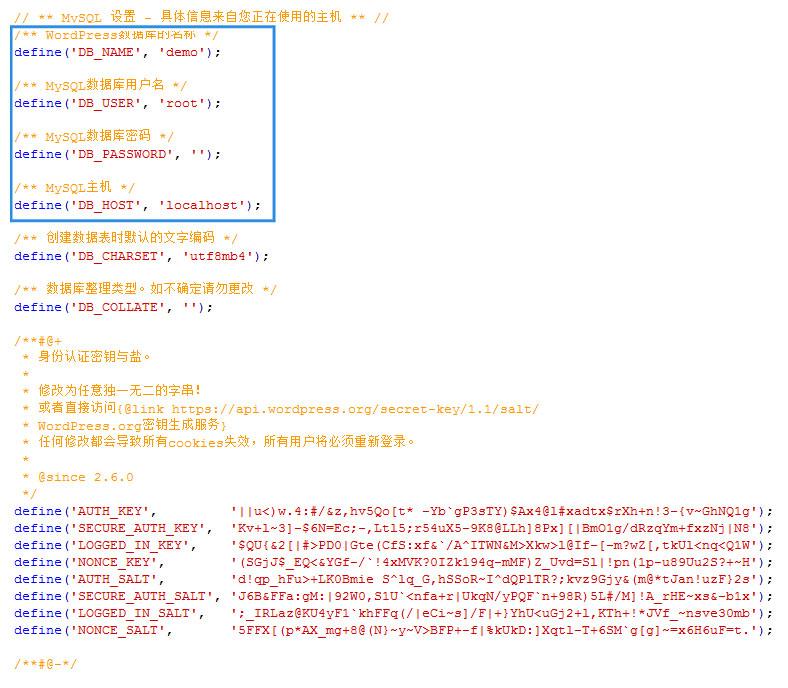 // ** MySQL 设置 - 具体信息来自您正在使用的主机 ** //
/** WordPress数据库的名称 */
define('DB_NAME', 'demo');
/** MySQL数据库用户名 */
define('DB_USER', 'root');
/** MySQL数据库密码 */
define('DB_PASSWORD', '');
/** MySQL主机 */
define('DB_HOST', 'localhost');
/** 创建数据表时默认的文字编码 */
define('DB_CHARSET', 'utf8mb4');
/** 数据库整理类型。如不确定请勿更改 */
define('DB_COLLATE', '');
/**#@+
* 身份认证密钥与盐。
*
* 修改为任意独一无二的字串!
* 或者直接访问{@link https://api.wordpress.org/secret-key/1.1/salt/
* WordPress.org密钥生成服务}
* 任何修改都会导致所有cookies失效，所有用户将必须重新登录。
*
* @since 2.6.0
*/
define('AUTH_KEY',         '||u<)w.4:#/&z,hv5Qo[t* -Yb`gP3sTY)$Ax4@l#xadtx$rXh+n!3-{v~GhNQ1g');
define('SECURE_AUTH_KEY',  'Kv+l~3]-$6N=Ec;-,Ltl5;r54uX5-9K8@LLh]8Px][|BmO1g/dRzqYm+fxzNj|N8');
define('LOGGED_IN_KEY',    '$QU{&2[|#>PD0|Gte(CfS:xf&`/A^ITWN&M>Xkw>l@If-[-m?wZ[,tkUl<nq<Q1W');
define('NONCE_KEY',        '(SGjJ$_EQ<&YGf-/`!4xMVK?0IZk194q-mMF)Z_Uvd=Sl|!pn(1p-u89Uu2S?+~H');
define('AUTH_SALT',        'd!qp_hFu>+LK0Bmie S^lq_G,hSSoR~I^dQPlTR?;kvz9Gjy&(m@*tJan!uzF}2s');
define('SECURE_AUTH_SALT', 'J6B&FFa:gM:|92W0,S1U`<nfa+r|UkqN/yPQF`n+98R)5L#/M]!A_rHE~xs&-b1x');
define('LOGGED_IN_SALT',   ';_IRLaz@KU4yF1`khFFq(/|eCi~s]/F|+}YhU<uGj2+l,KTh+!*JVf_~nsve30mb');
define('NONCE_SALT',       '5FFX[(p*AX_mg+8@(N}~y~V>BFP+-f|%kUkD:]Xqtl-T+6SM`g[g]~=x6H6uF=t.');
/**#@-*/